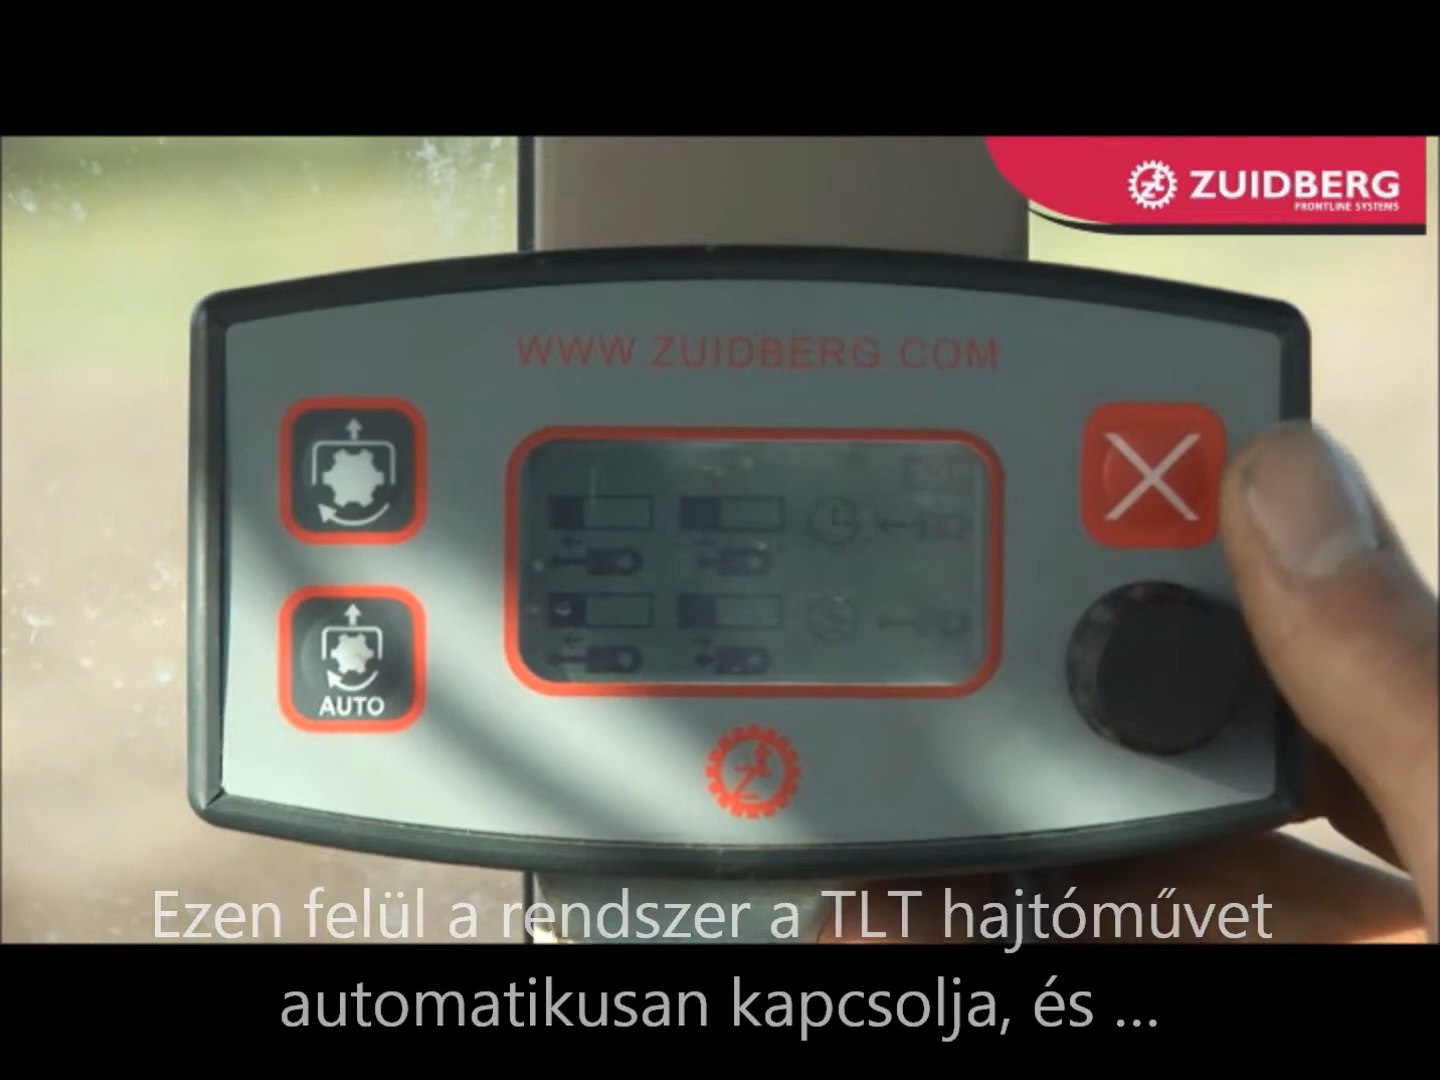 ZUIDBERG
FRONTLINE SYSTEMS
WWW.ZUIDBERG.COM
AUTO
Ezen felül a rendszer a TLT hajtóművet
automatikusan kapcsolja, és ...